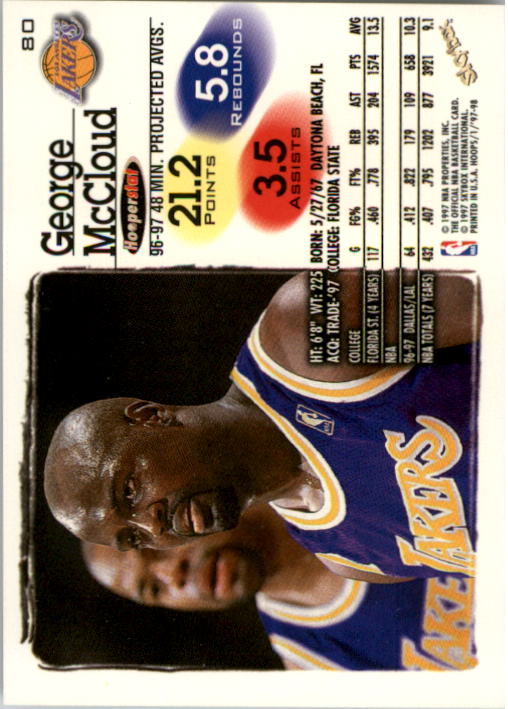 80
LAKERS
George
McCloud
Hooperstat
96-97 48 MIN. PROJECTED AVGS.
21.2
POINTS
5.8
REBOUNDS
3.5
ASSISTS
HT: 6'8" WT: 225 BORN: 5/27/67 DAYTONA BEACH, FL
ACQ: TRADE-'97 COLLEGE: FLORIDA STATE
COLLEGE G FG% FT% REB AST PTS AVG
FLORIDA ST. (4 YEARS) 117 .460 .778 395 204 1574 13.5
NBA
96-97 DALLAS/LAL 64 .412 .822 179 109 658 10.3
NBA TOTALS (7 YEARS) 432 .407 .795 1202 877 3921 9.1
© 1997 NBA PROPERTIES, INC.
THE OFFICIAL NBA BASKETBALL CARD.
© 1997 SKYBOX INTERNATIONAL.
PRINTED IN U.S.A. HOOPS/1/'97-98
NBA
SKYBOX
LAKERS
LAKE